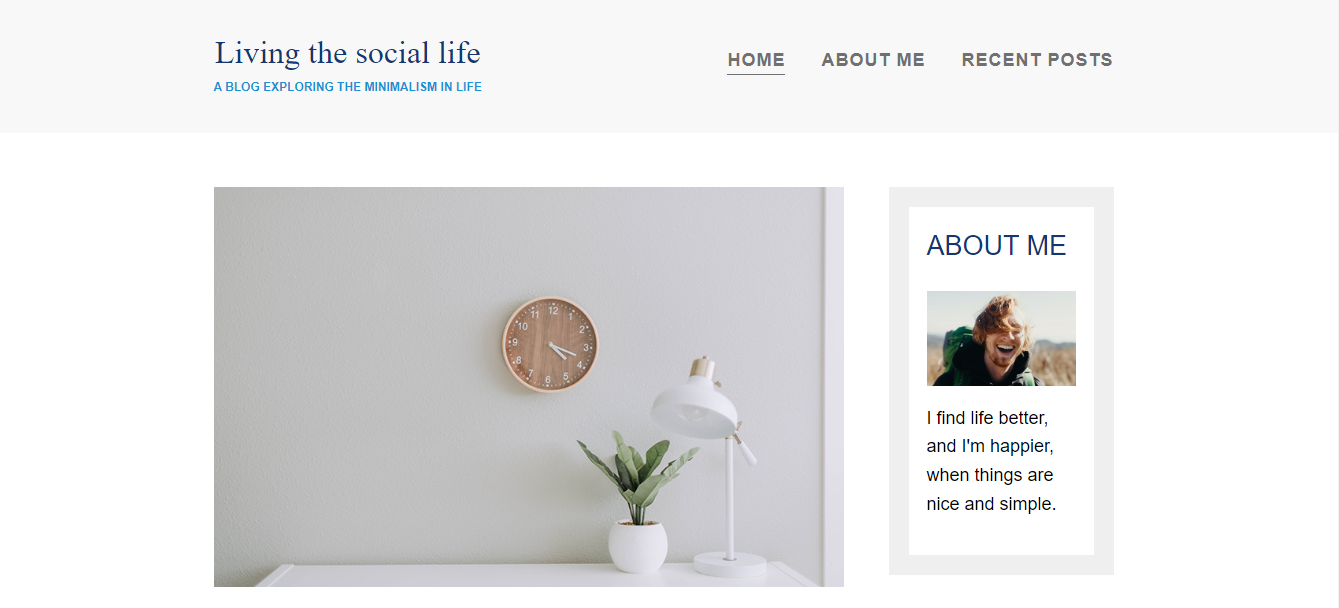 Living the social life
A BLOG EXPLORING THE MINIMALISM IN LIFE
HOME ABOUT ME RECENT POSTS
12
1
2
3
4
5
6
7
8
9
10
11
ABOUT ME
I find life better,
and I'm happier,
when things are
nice and simple.